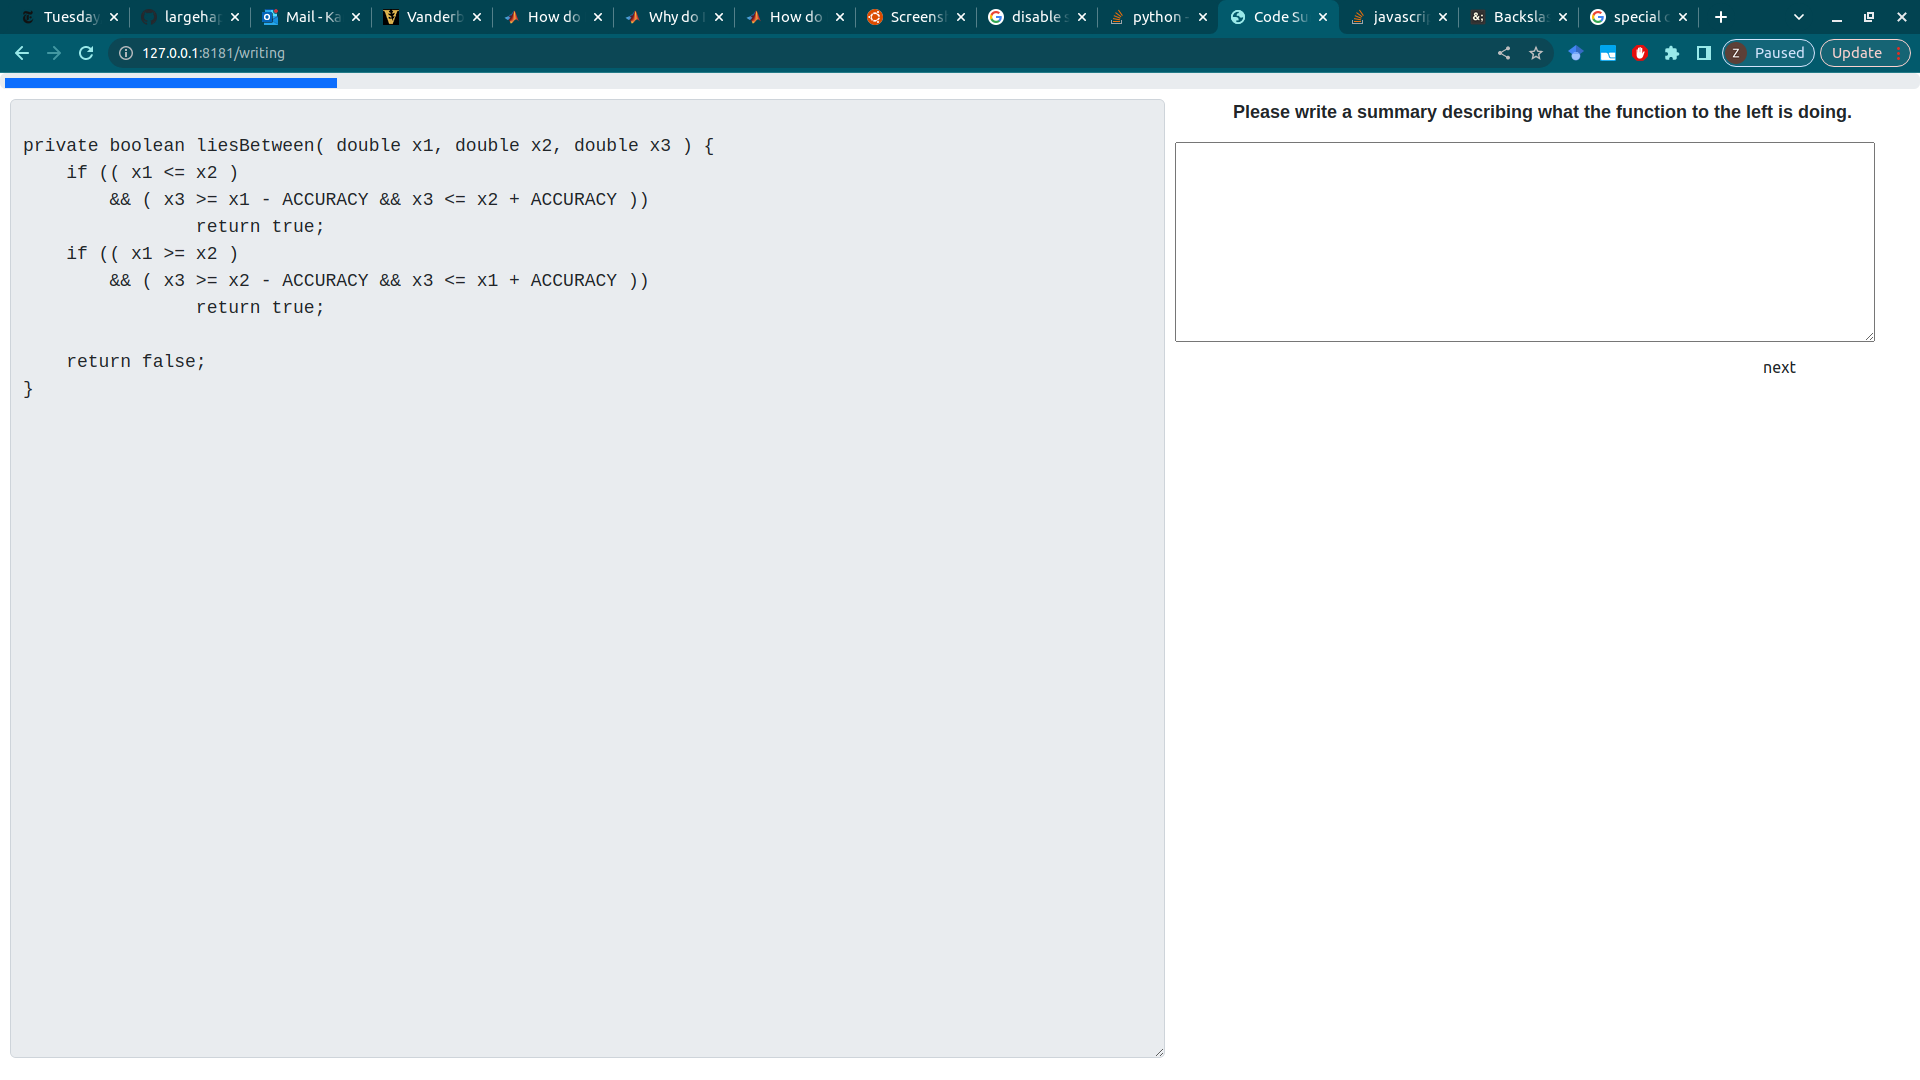 Tuesday
largehap
Mail - Ka
Vanderb
How do
Why do
How do
Screens
disable s
python -
Code Su
javascrip
Backslas
special c
127.0.0.1:8181/writing
Z Paused
Update
Please write a summary describing what the function to the left is doing.
private boolean liesBetween( double x1, double x2, double x3 ) {
    if (( x1 <= x2 )
        && ( x3 >= x1 - ACCURACY && x3 <= x2 + ACCURACY ))
                return true;
    if (( x1 >= x2 )
        && ( x3 >= x2 - ACCURACY && x3 <= x1 + ACCURACY ))
                return true;
    return false;
}
next